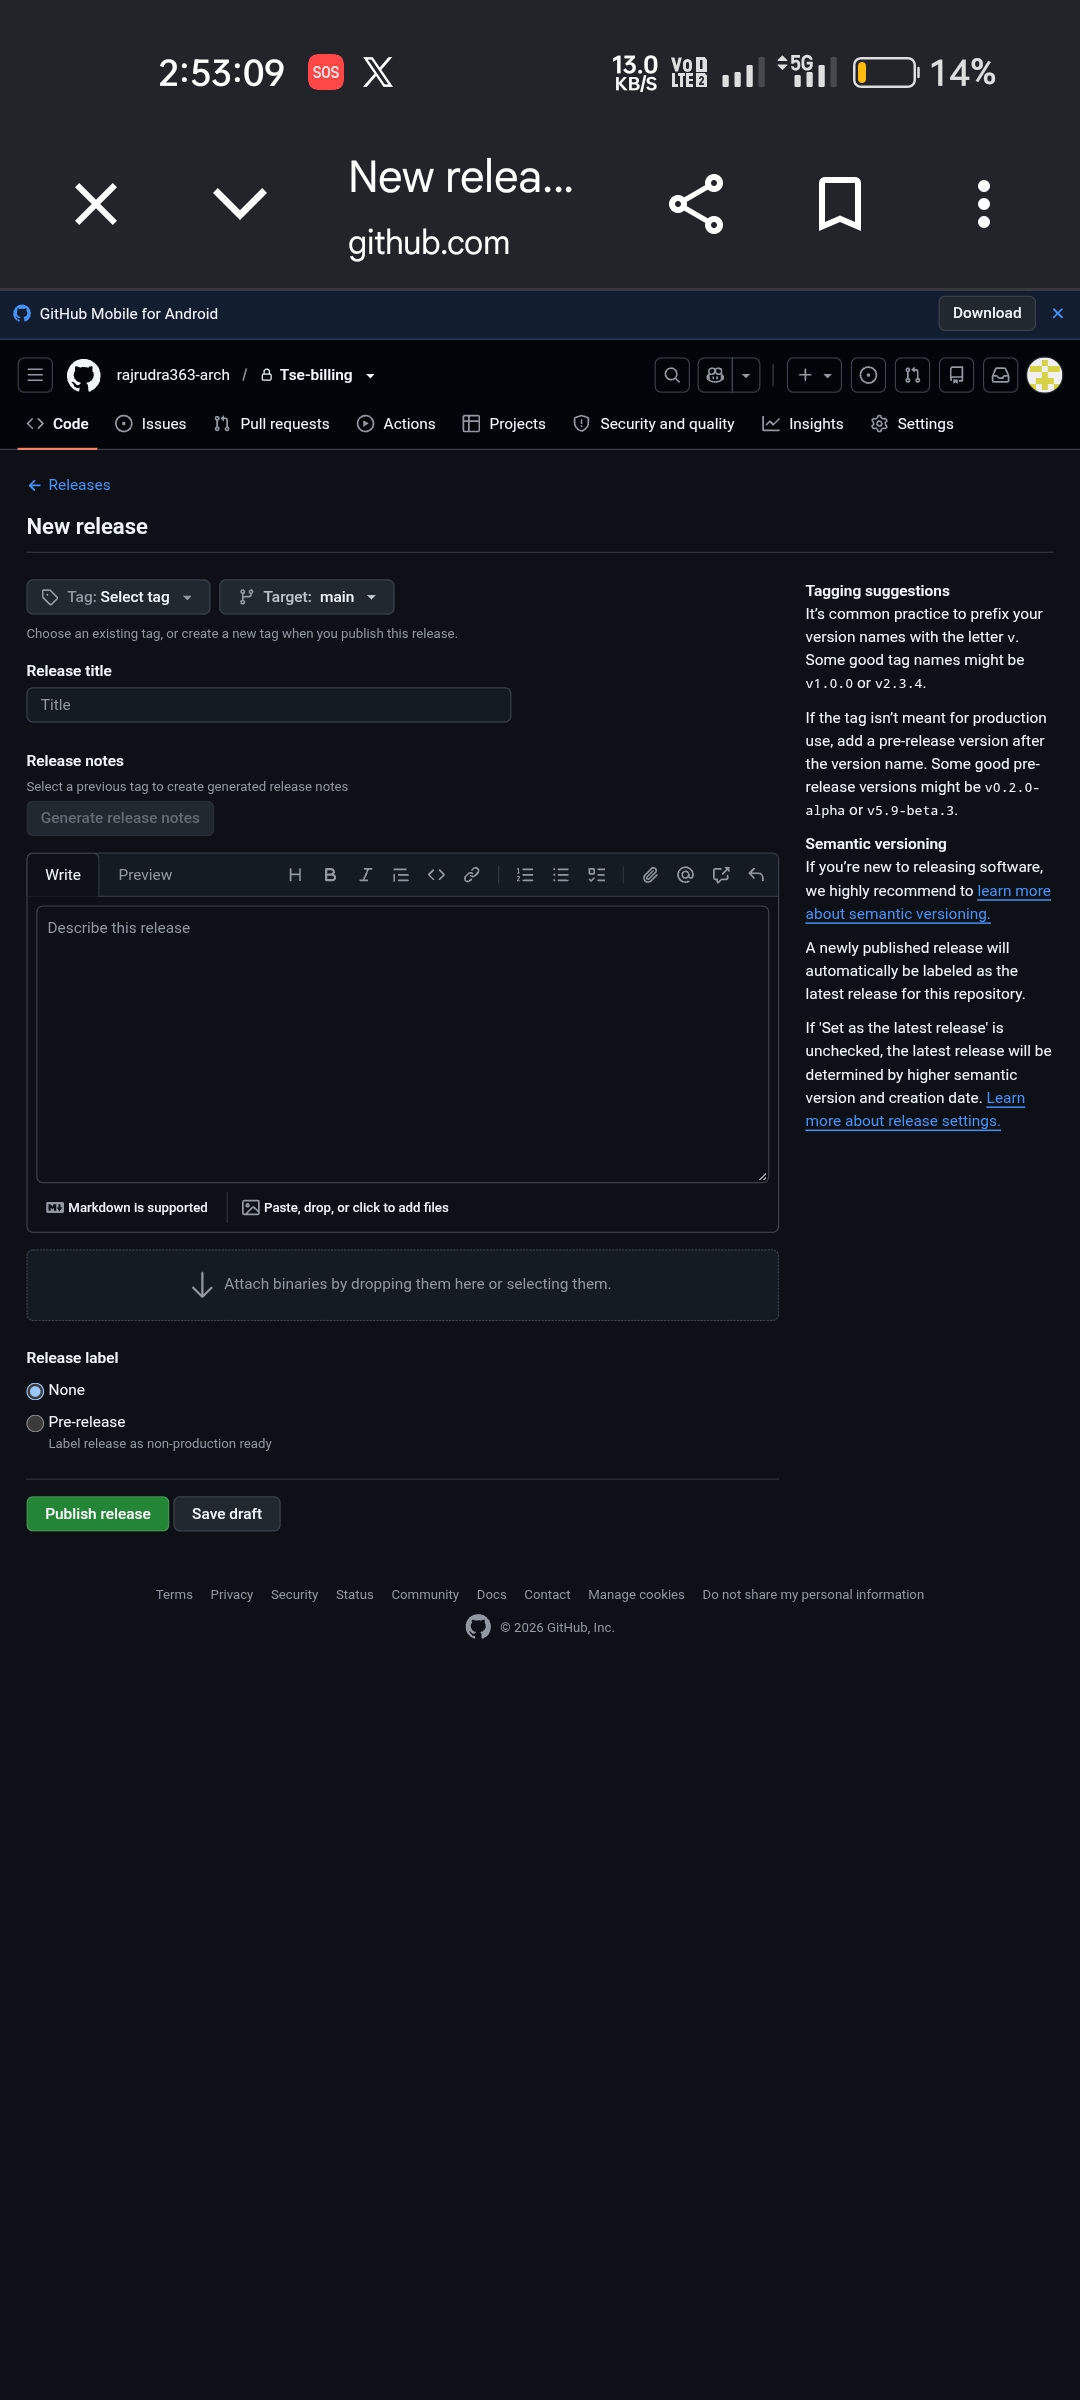 2:53:09 SOS X 13.0 KB/S Vo 1 LTE 2 5G 14%
New relea...
github.com
GitHub Mobile for Android Download
rajrudra363-arch / Tse-billing
Code Issues Pull requests Actions Projects Security and quality Insights Settings
Releases
New release
Tag: Select tag Target: main
Choose an existing tag, or create a new tag when you publish this release.
Release title
Title
Release notes
Select a previous tag to create generated release notes
Generate release notes
Write Preview
Describe this release
Markdown is supported Paste, drop, or click to add files
Attach binaries by dropping them here or selecting them.
Release label
None
Pre-release
Label release as non-production ready
Publish release Save draft
Tagging suggestions
It’s common practice to prefix your
version names with the letter v.
Some good tag names might be
v1.0.0 or v2.3.4.
If the tag isn’t meant for production
use, add a pre-release version after
the version name. Some good pre-
release versions might be v0.2.0-
alpha or v5.9-beta.3.
Semantic versioning
If you’re new to releasing software,
we highly recommend to learn more
about semantic versioning.
A newly published release will
automatically be labeled as the
latest release for this repository.
If 'Set as the latest release' is
unchecked, the latest release will be
determined by higher semantic
version and creation date. Learn
more about release settings.
Terms Privacy Security Status Community Docs Contact Manage cookies Do not share my personal information
© 2026 GitHub, Inc.